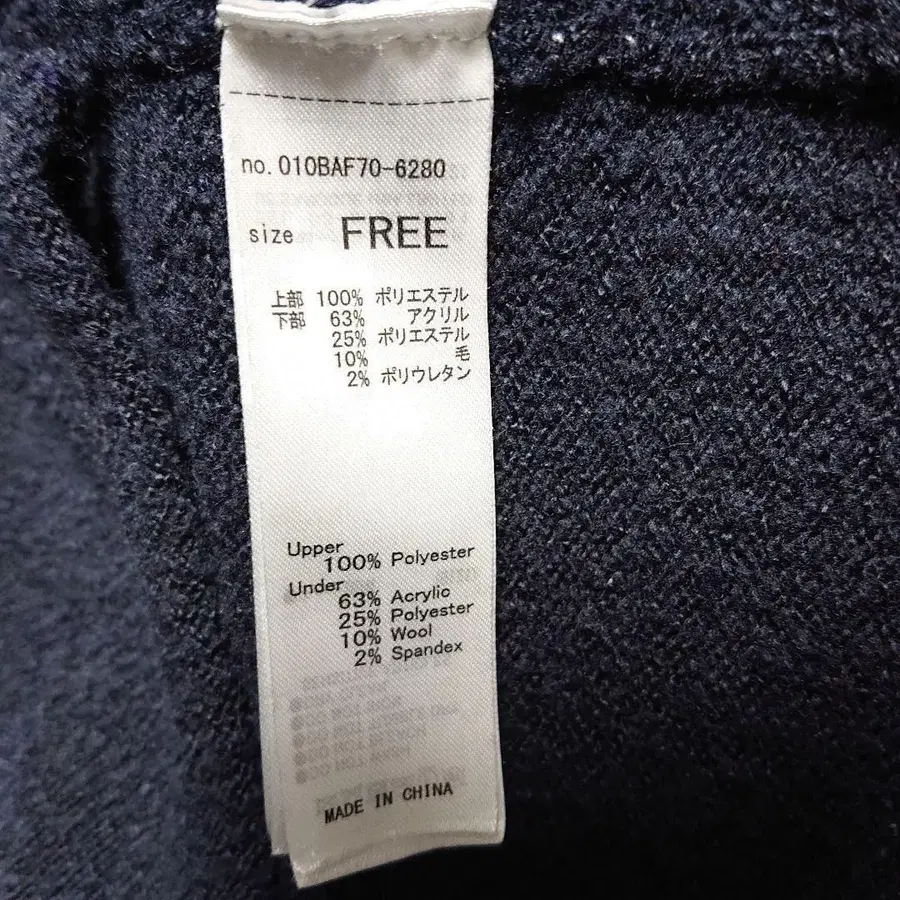 no. 010BAF70-6280
size FREE
上部 100% ポリエステル
下部 63% アクリル
25% ポリエステル
10% 毛
2% ポリウレタン
Upper
100% Polyester
Under
63% Acrylic
25% Polyester
10% Wool
2% Spandex
MADE IN CHINA